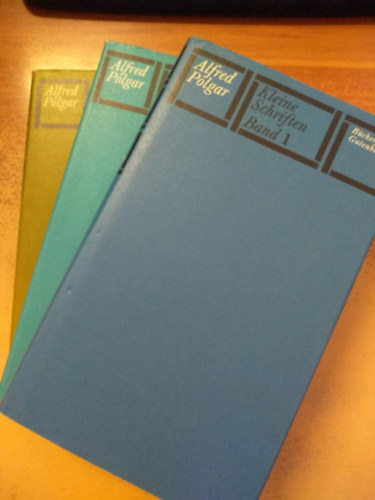 Alfred
Polgar
Alfred
Polgar
Alfred
Polgar
Kleine
Schriften
Band 1